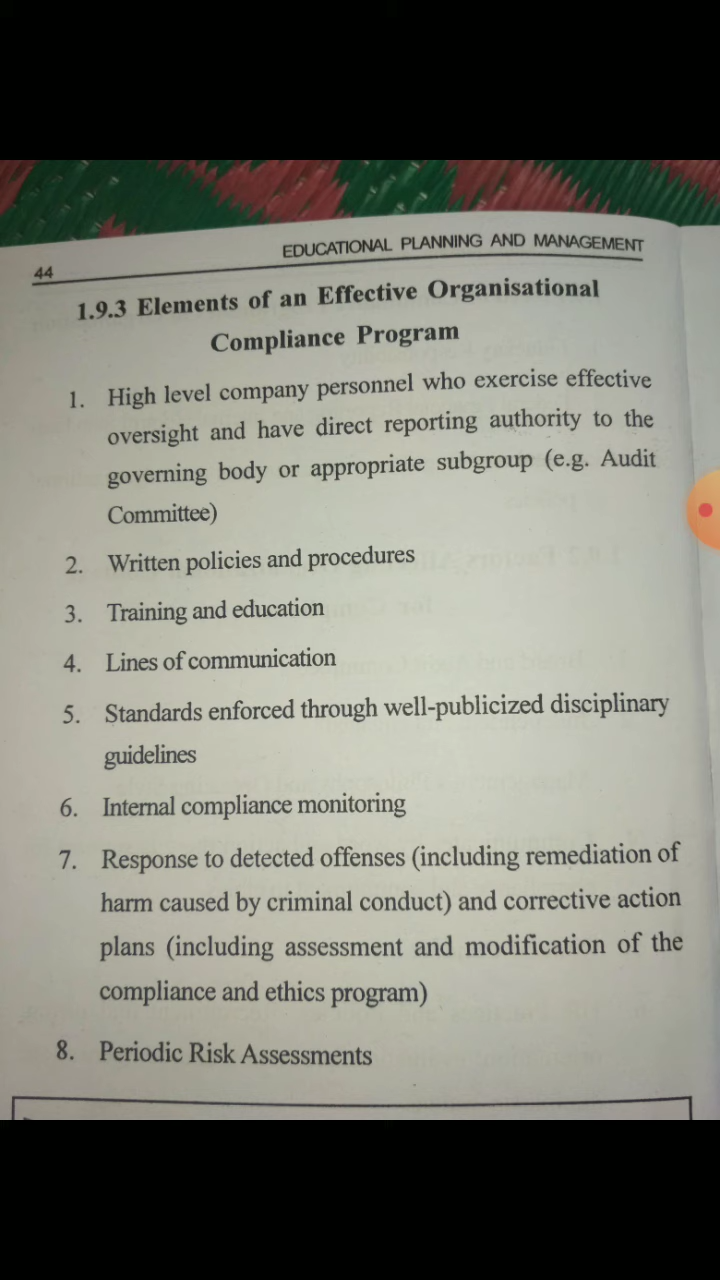 44
EDUCATIONAL PLANNING AND MANAGEMENT
1.9.3 Elements of an Effective Organisational
Compliance Program
1. High level company personnel who exercise effective
oversight and have direct reporting authority to the
governing body or appropriate subgroup (e.g. Audit
Committee)
2. Written policies and procedures
3. Training and education
4. Lines of communication
5. Standards enforced through well-publicized disciplinary
guidelines
6. Internal compliance monitoring
7. Response to detected offenses (including remediation of
harm caused by criminal conduct) and corrective action
plans (including assessment and modification of the
compliance and ethics program)
8. Periodic Risk Assessments